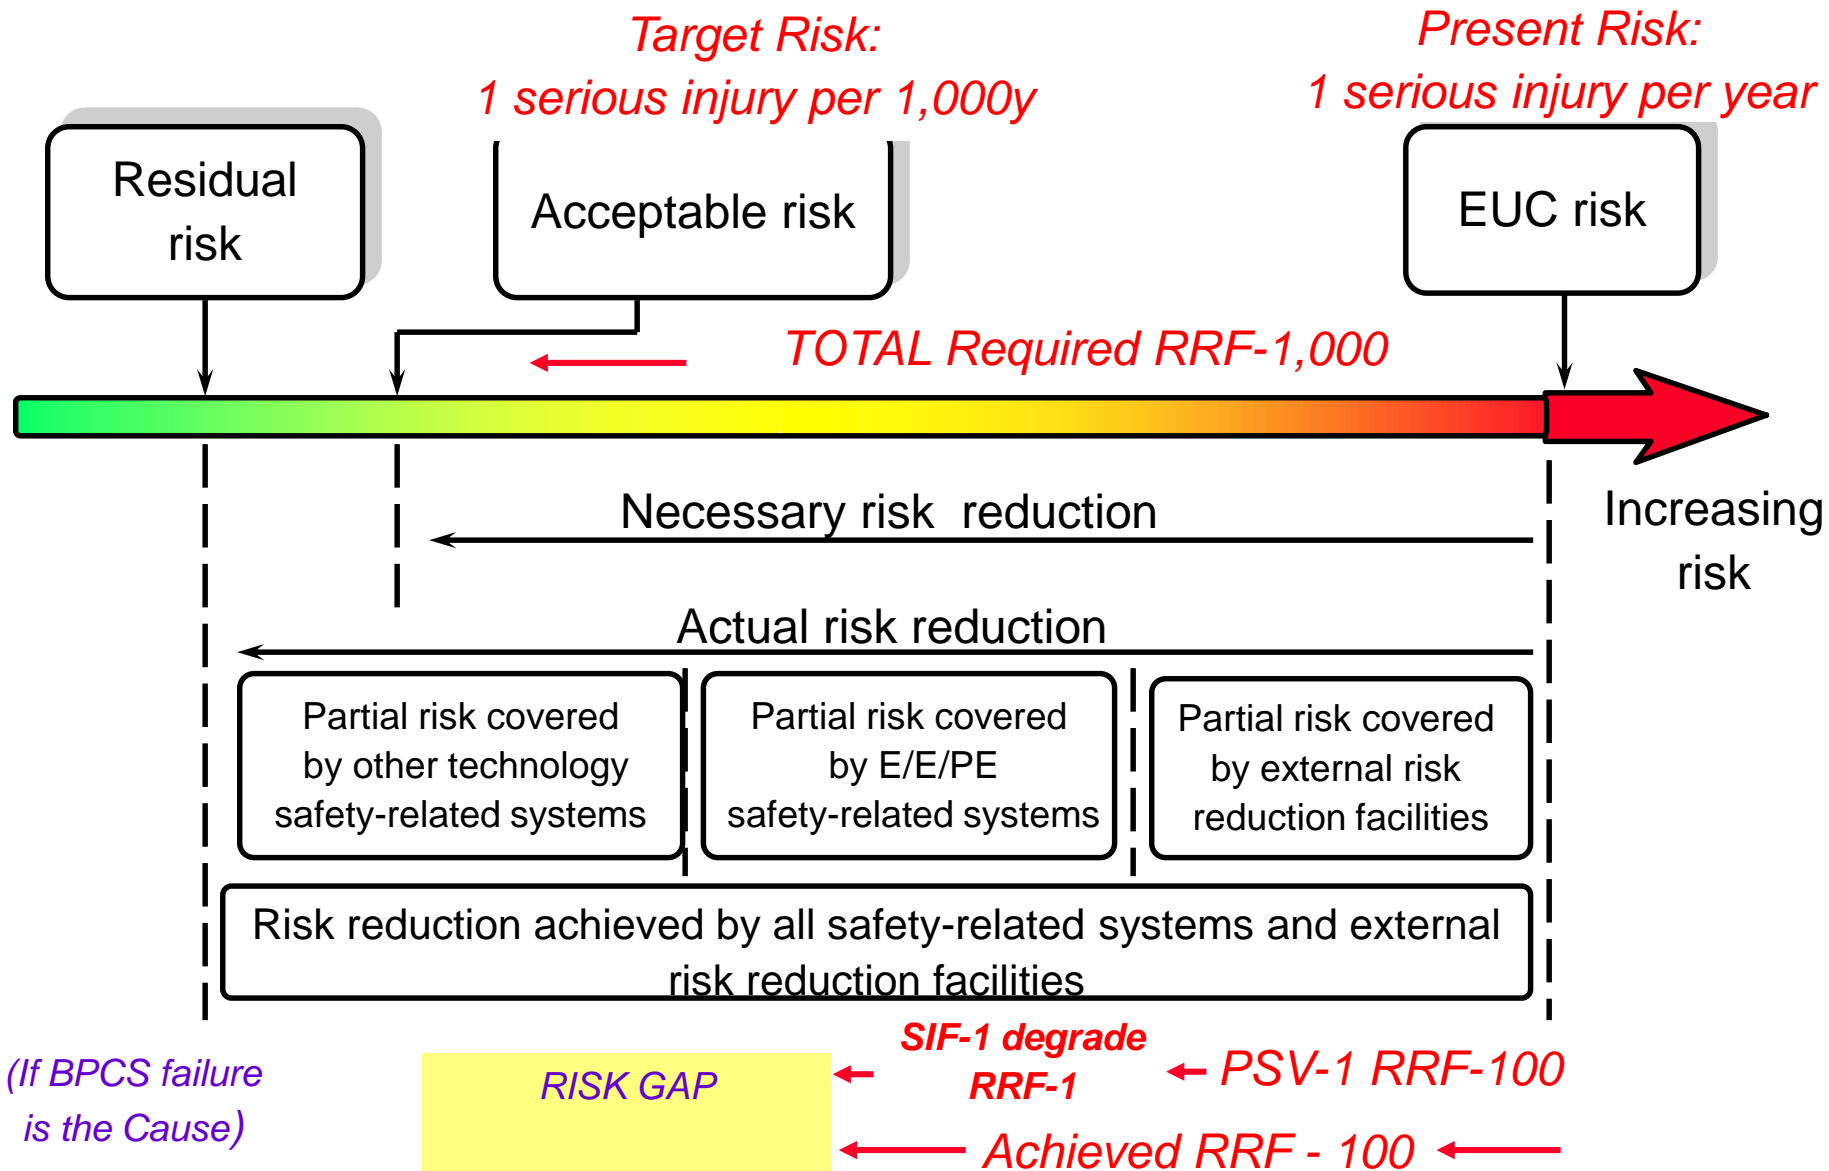 Target Risk:
1 serious injury per 1,000y
Present Risk:
1 serious injury per year
Residual
risk
Acceptable risk
EUC risk
TOTAL Required RRF-1,000
Necessary risk reduction
Increasing
risk
Actual risk reduction
Partial risk covered
by other technology
safety-related systems
Partial risk covered
by E/E/PE
safety-related systems
Partial risk covered
by external risk
reduction facilities
Risk reduction achieved by all safety-related systems and external
risk reduction facilities
(If BPCS failure
is the Cause)
RISK GAP
SIF-1 degrade
RRF-1
PSV-1 RRF-100
Achieved RRF - 100